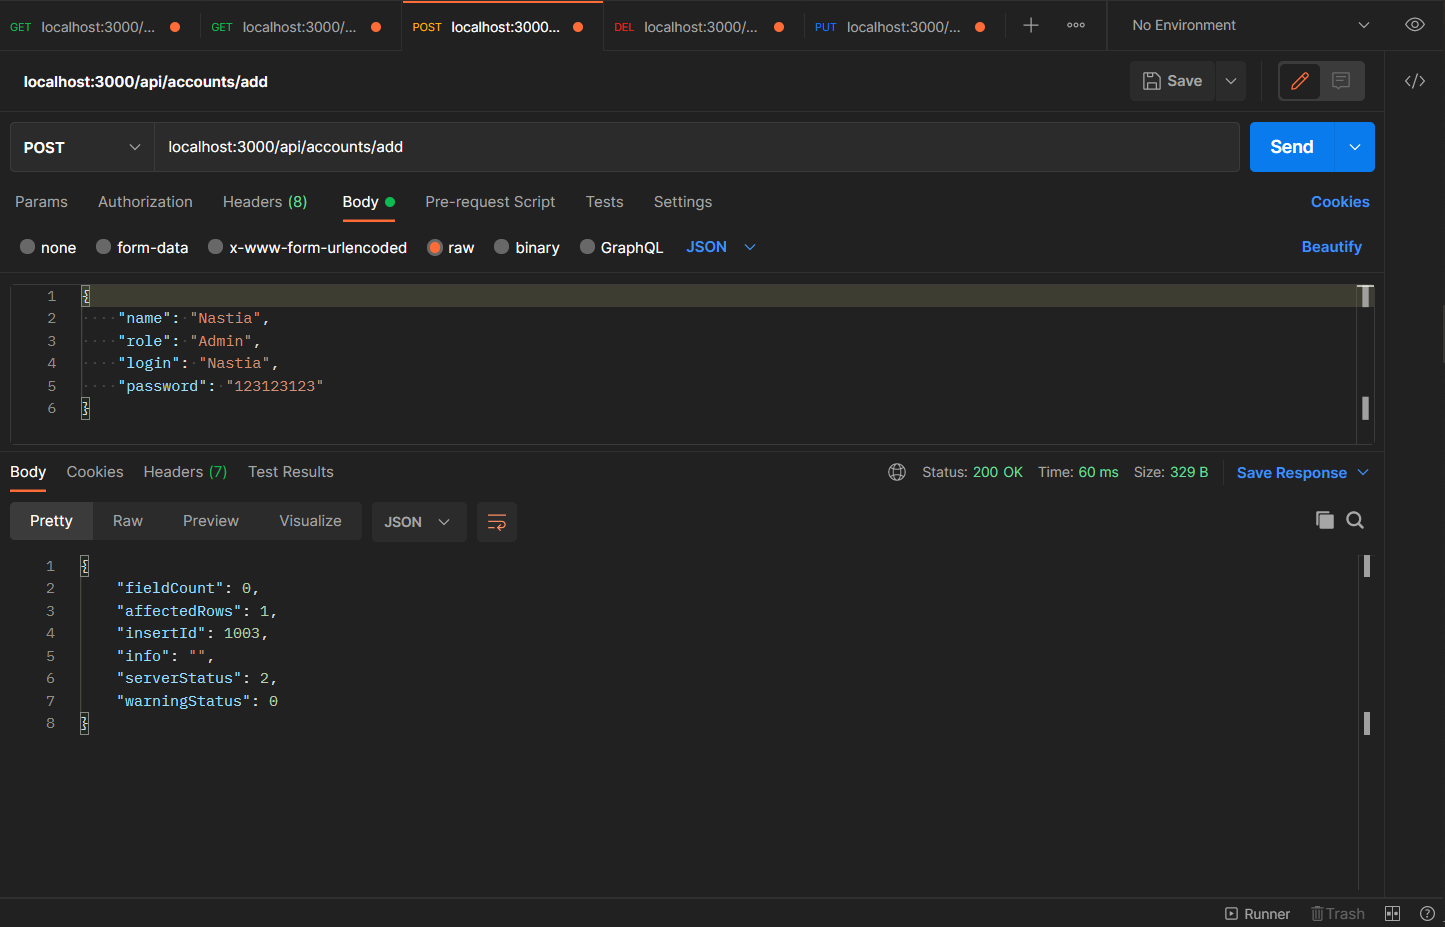 GET localhost:3000/... GET localhost:3000/... POST localhost:3000... DEL localhost:3000/... PUT localhost:3000/... No Environment
localhost:3000/api/accounts/add Save
POST localhost:3000/api/accounts/add Send
Params Authorization Headers (8) Body Pre-request Script Tests Settings Cookies
none form-data x-www-form-urlencoded raw binary GraphQL JSON Beautify
1 {
2 "name": "Nastia",
3 "role": "Admin",
4 "login": "Nastia",
5 "password": "123123123"
6 }
Body Cookies Headers (7) Test Results Status: 200 OK Time: 60 ms Size: 329 B Save Response
Pretty Raw Preview Visualize JSON
1 {
2 "fieldCount": 0,
3 "affectedRows": 1,
4 "insertId": 1003,
5 "info": "",
6 "serverStatus": 2,
7 "warningStatus": 0
8 }
Runner Trash